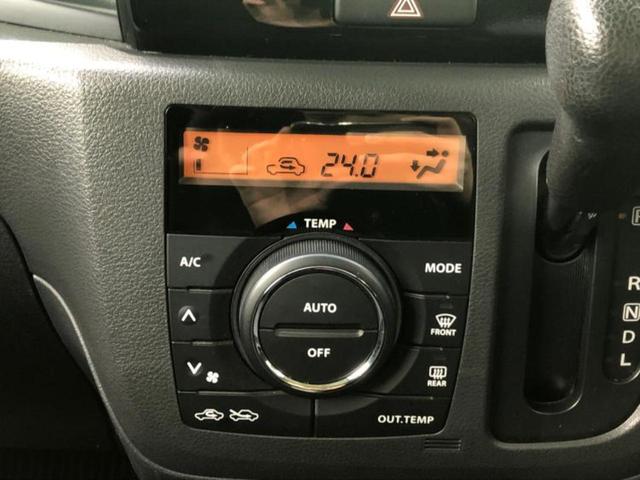 24.0
TEMP
A/C
MODE
AUTO
OFF
FRONT
REAR
OUT.TEMP
P
R
N
D
L